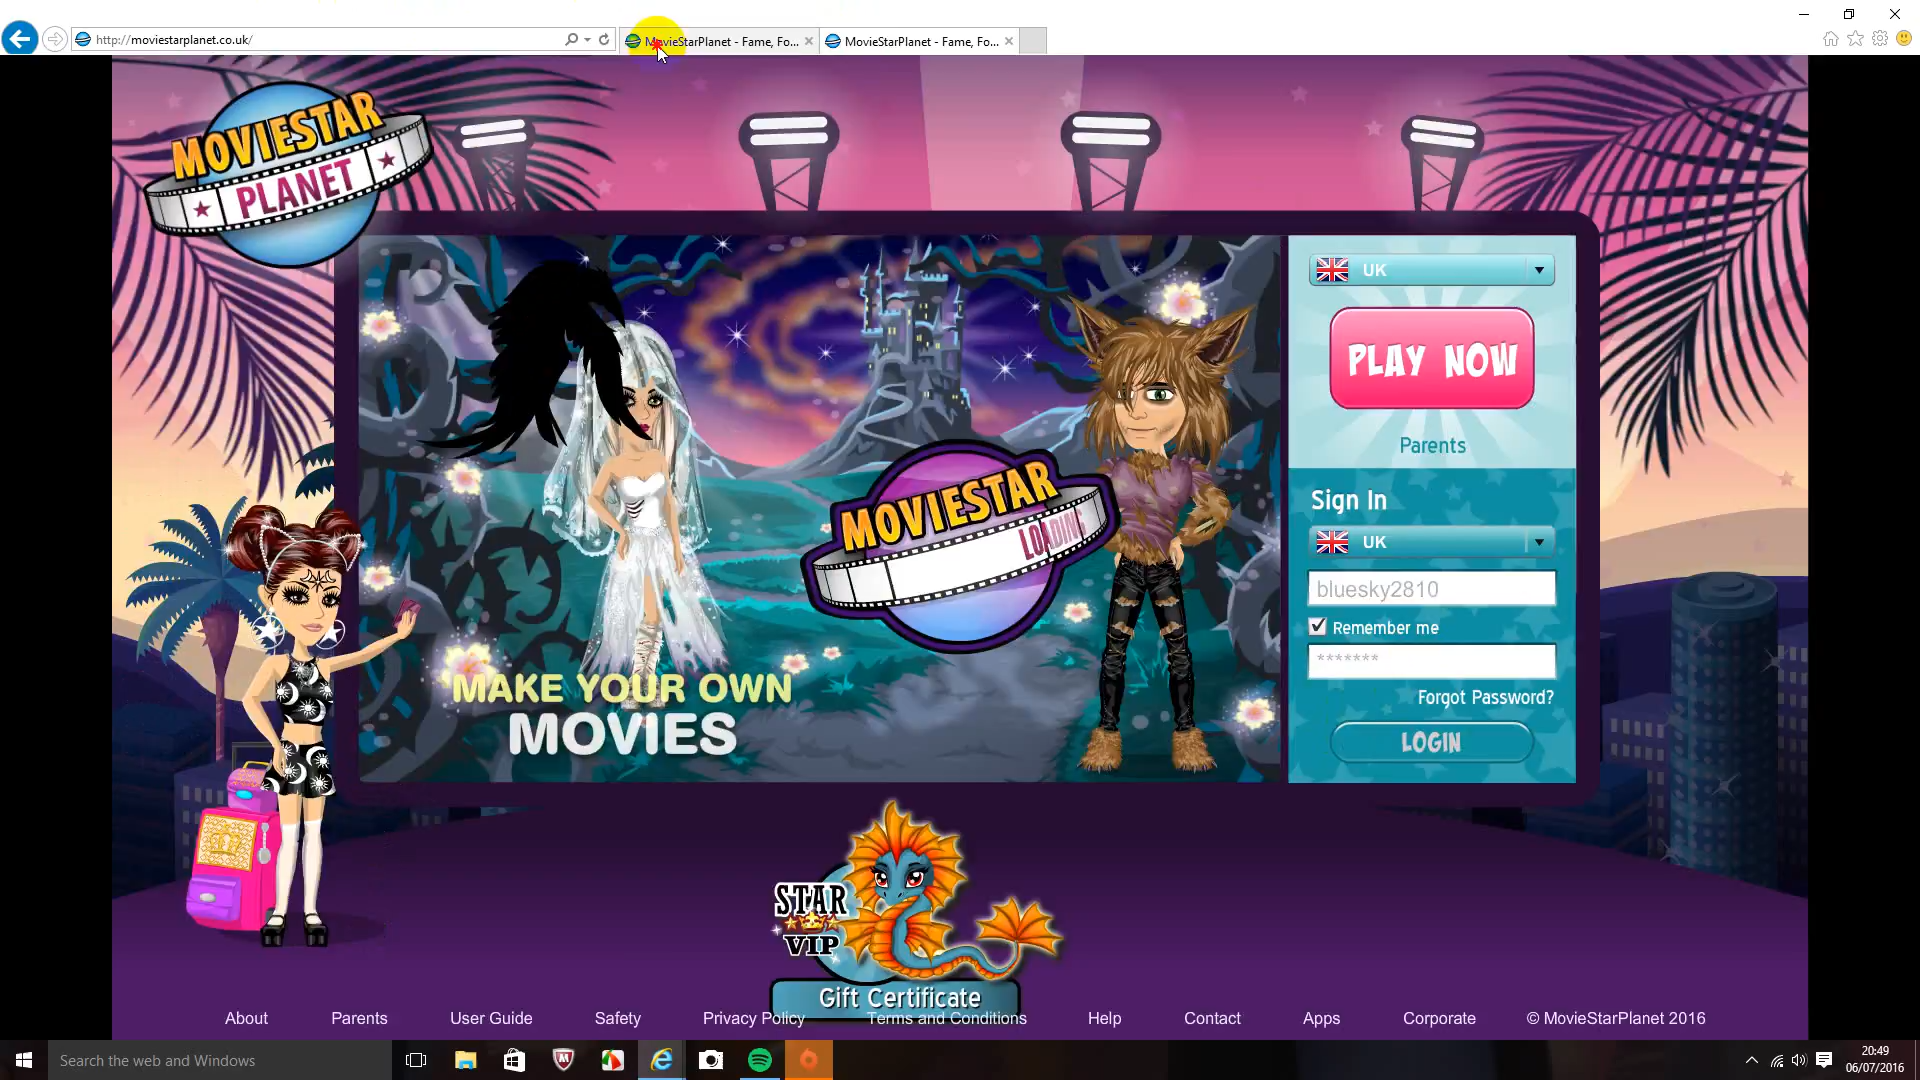 http://moviestarplanet.co.uk/
MovieStarPlanet - Fame, Fo...
MovieStarPlanet - Fame, Fo...
MOVIESTAR
PLANET
UK
PLAY NOW
Parents
Sign In
UK
bluesky2810
Remember me
*******
Forgot Password?
LOGIN
MOVIESTAR
LOADING
MAKE YOUR OWN
MOVIES
STAR
VIP
Gift Certificate
About
Parents
User Guide
Safety
Privacy Policy
Terms and Conditions
Help
Contact
Apps
Corporate
© MovieStarPlanet 2016
Search the web and Windows
20:49
06/07/2016